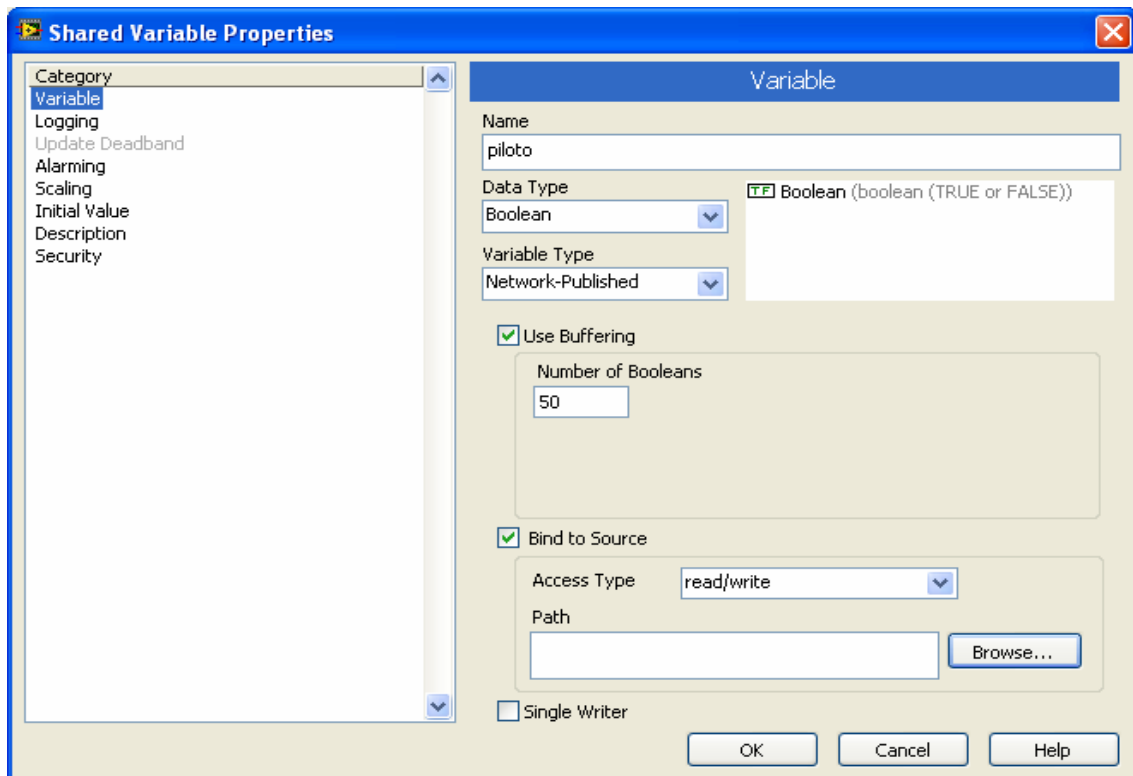 Shared Variable Properties
Category
Variable
Logging
Update Deadband
Alarming
Scaling
Initial Value
Description
Security
Variable
Name
piloto
Data Type
Boolean
TF Boolean (boolean (TRUE or FALSE))
Variable Type
Network-Published
Use Buffering
Number of Booleans
50
Bind to Source
Access Type read/write
Path
Browse...
Single Writer
OK Cancel Help